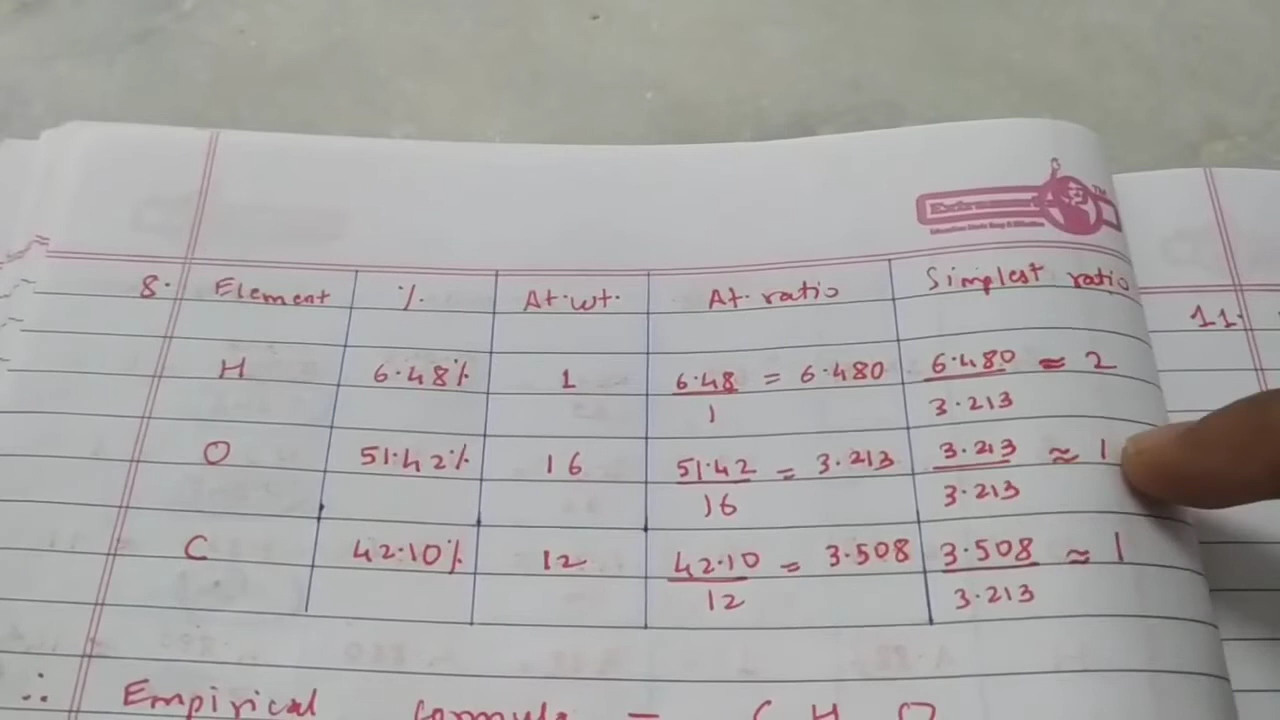 8. Element % At.wt. At. ratio Simplest ratio
H 6.48% 1 6.48/1 = 6.480 6.480/3.213 ≈ 2
O 51.42% 16 51.42/16 = 3.213 3.213/3.213 ≈ 1
C 42.10% 12 42.10/12 = 3.508 3.508/3.213 ≈ 1
∴ Empirical formula = C H O
11.